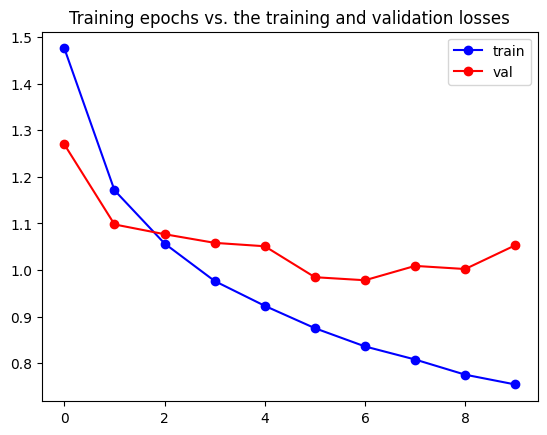 Training epochs vs. the training and validation losses
train
val
1.5
1.4
1.3
1.2
1.1
1.0
0.9
0.8
0 2 4 6 8